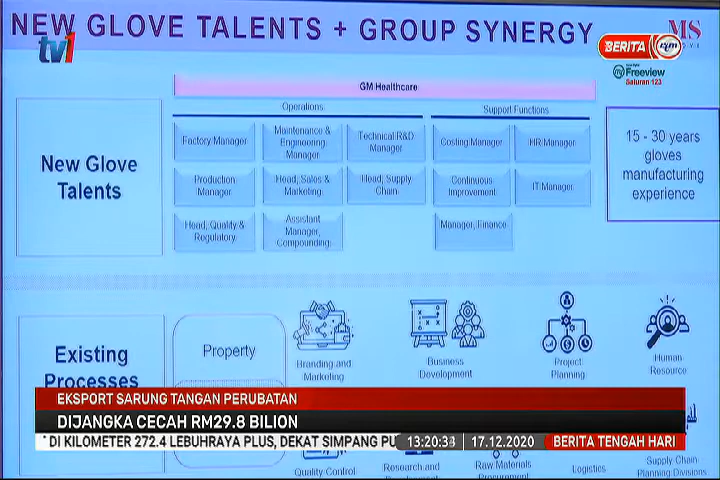 NEW GLOVE TALENTS + GROUP SYNERGY
MS
tv1
BERITA rtm
myFreeview
Saluran 123
GM Healthcare
Operations
Support Functions
New Glove
Talents
Factory Manager
Maintenance &
Engineering
Manager
Technical/R&D
Manager
Costing Manager
HR Manager
Production
Manager
Head, Sales &
Marketing
Head, Supply
Chain
Continuous
Improvement
IT Manager
Head, Quality &
Regulatory
Assistant
Manager,
Compounding
Manager, Finance
15 - 30 years
gloves
manufacturing
experience
Existing
Processes
Property
Branding and
Marketing
Business
Development
Project
Planning
Human
Resource
EKSPORT SARUNG TANGAN PERUBATAN
DIJANGKA CECAH RM29.8 BILION
* DI KILOMETER 272.4 LEBUHRAYA PLUS, DEKAT SIMPANG PU
13:20:34
17.12.2020
BERITA TENGAH HARI
Quality Control
Research and
Raw Materials
Procurement
Logistics
Supply Chain
Planning Divisions